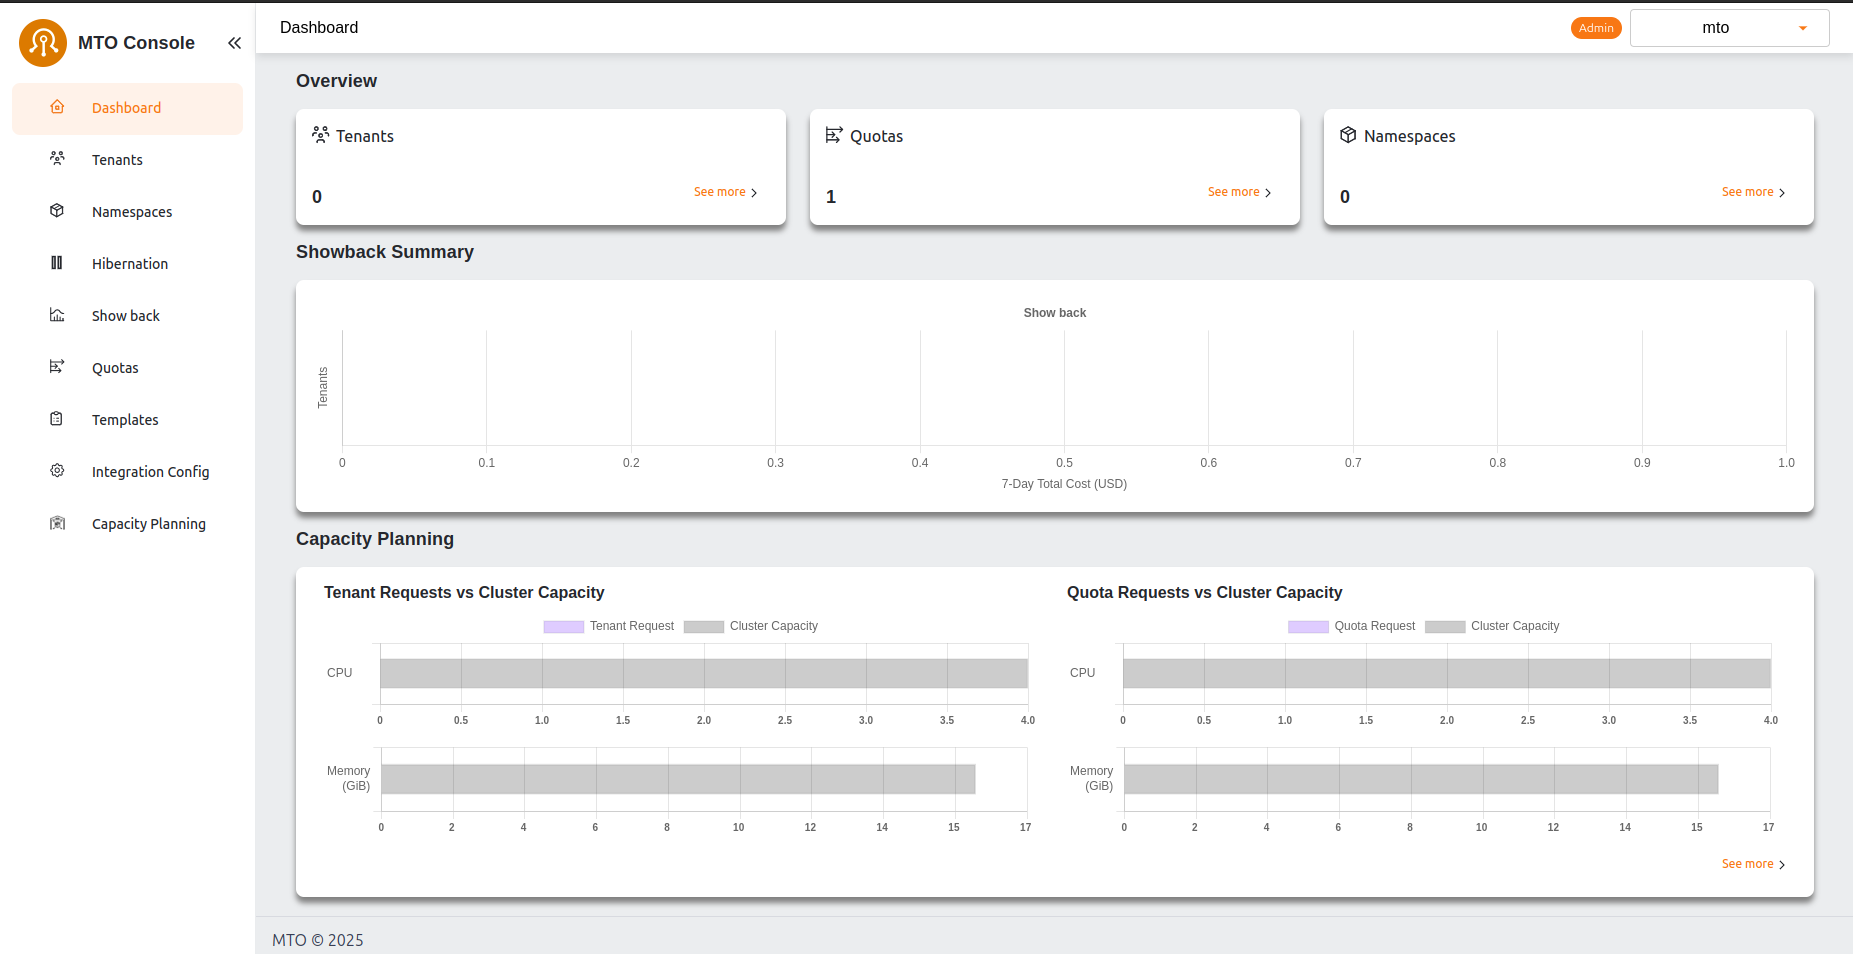 MTO Console
Dashboard
Tenants
Namespaces
Hibernation
Show back
Quotas
Templates
Integration Config
Capacity Planning
Dashboard
Admin
mto
Overview
Tenants
0
See more
Quotas
1
See more
Namespaces
0
See more
Showback Summary
Show back
Tenants
0 0.1 0.2 0.3 0.4 0.5 0.6 0.7 0.8 0.9 1.0
7-Day Total Cost (USD)
Capacity Planning
Tenant Requests vs Cluster Capacity
Tenant Request Cluster Capacity
CPU
0 0.5 1.0 1.5 2.0 2.5 3.0 3.5 4.0
Memory
(GiB)
0 2 4 6 8 10 12 14 15 17
Quota Requests vs Cluster Capacity
Quota Request Cluster Capacity
CPU
0 0.5 1.0 1.5 2.0 2.5 3.0 3.5 4.0
Memory
(GiB)
0 2 4 6 8 10 12 14 15 17
See more
MTO © 2025